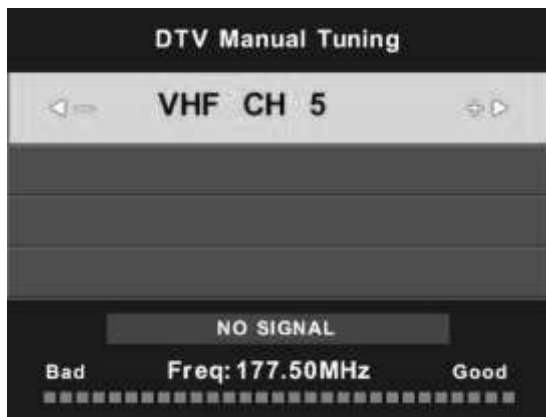 DTV Manual Tuning
VHF CH 5
NO SIGNAL
Bad Freq:177.50MHz Good